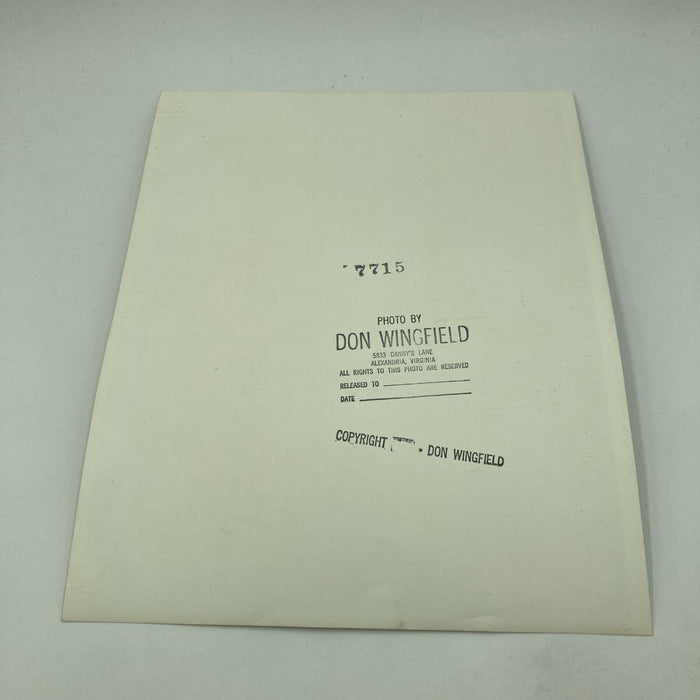 7715
PHOTO BY
DON WINGFIELD
5833 DANNY'S LANE
ALEXANDRIA, VIRGINIA
ALL RIGHTS TO THIS PHOTO ARE RESERVED
RELEASED TO
DATE
COPYRIGHT - DON WINGFIELD